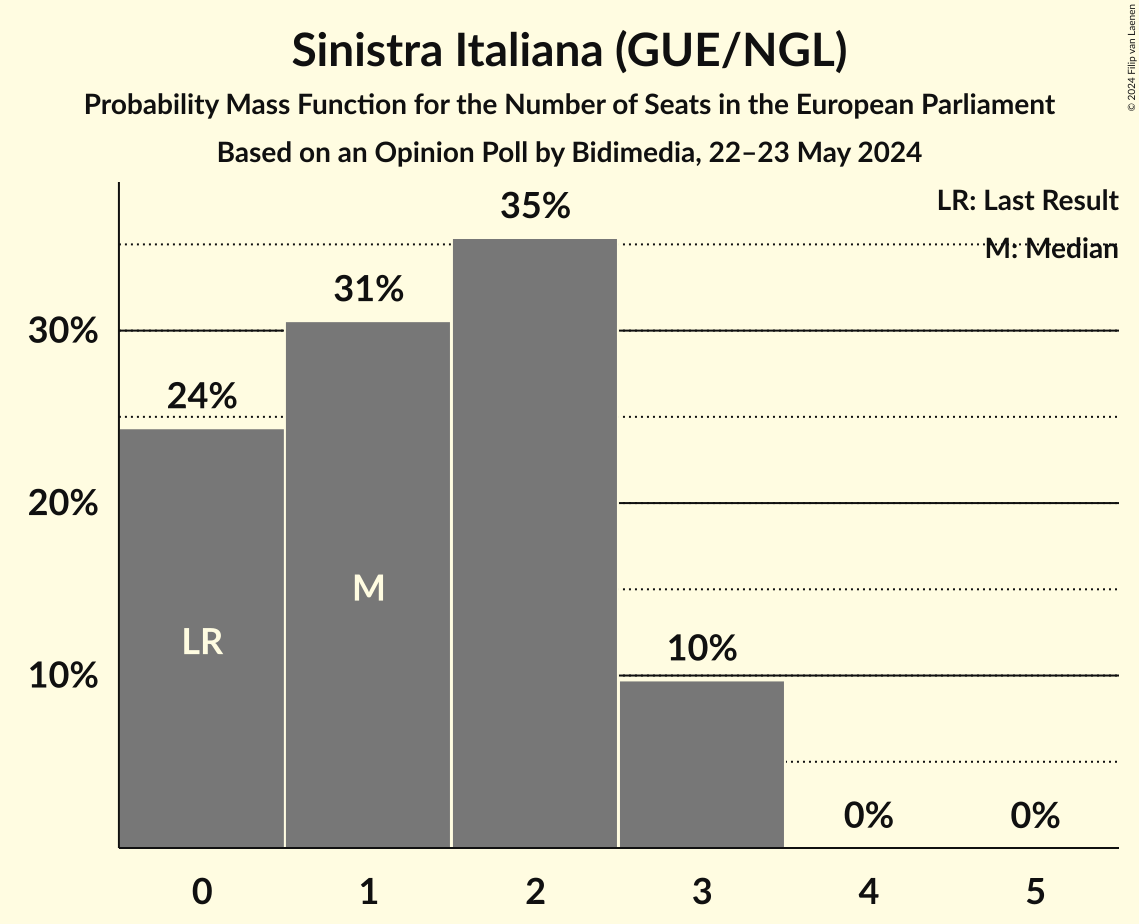 Sinistra Italiana (GUE/NGL)
Probability Mass Function for the Number of Seats in the European Parliament
Based on an Opinion Poll by Bidimedia, 22–23 May 2024
© 2024 Filip van Laenen
LR: Last Result
M: Median
35%
31%
30%
24%
20%
M
LR
10%
10%
0%
0%
0
1
2
3
4
5